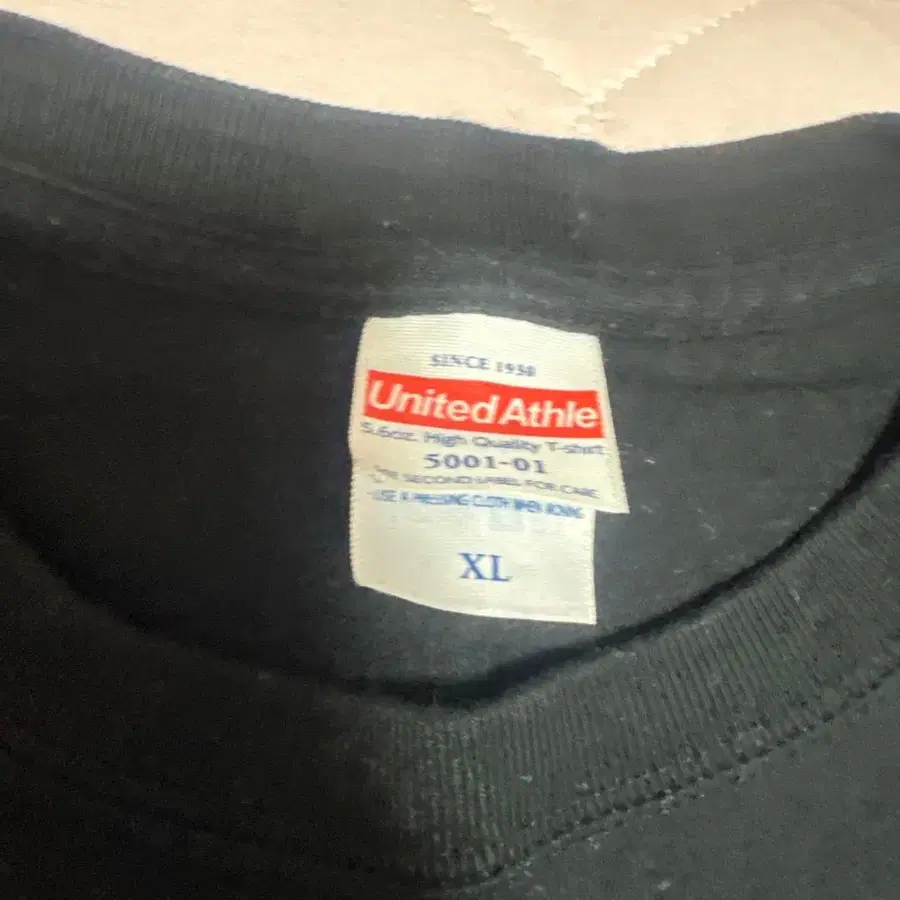 SINCE 1930
United Athle
5.6oz. High Quality T-shirt
5001-01
SECOND LABEL FOR CARE
USE A PRESSING CLOTH WHEN IRONING
XL